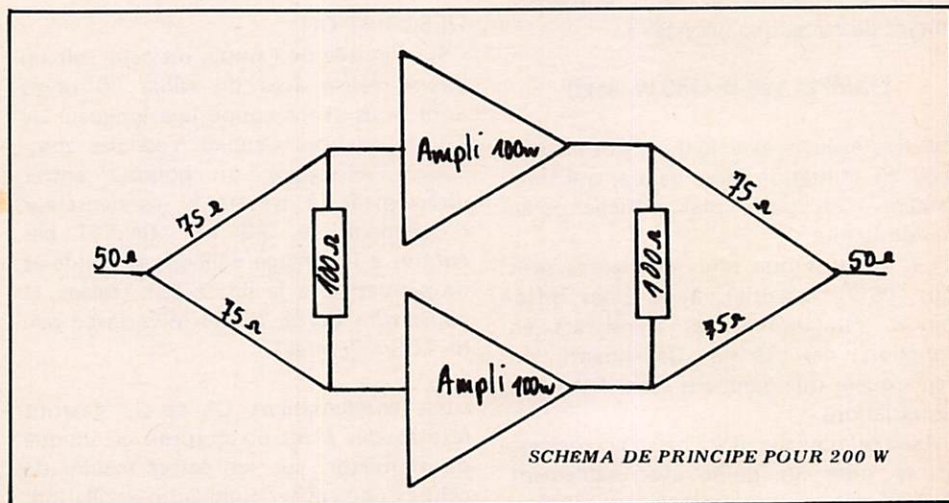 Ampli 100w
75Ω
75Ω
50Ω
100Ω
100Ω
50Ω
75Ω
75Ω
Ampli 100w
SCHEMA DE PRINCIPE POUR 200 W